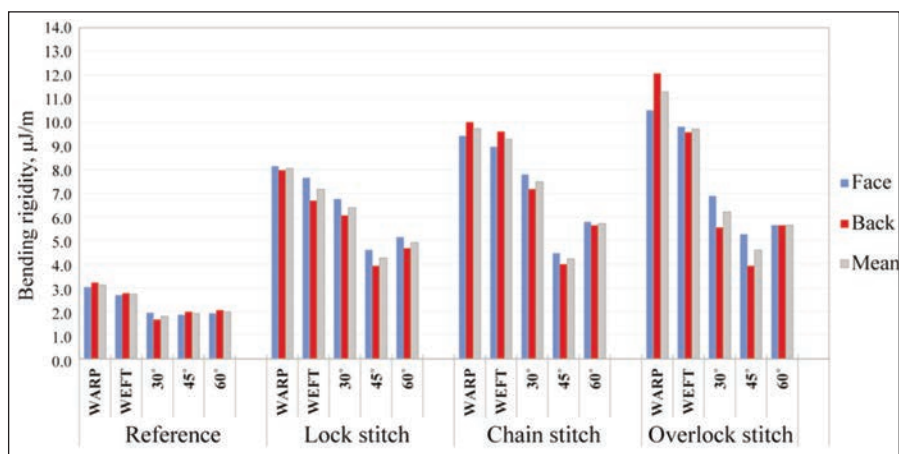 Bending rigidity, μJ/m
14.0
13.0
12.0
11.0
10.0
9.0
8.0
7.0
6.0
5.0
4.0
3.0
2.0
1.0
0.0
WARP WEFT 30° 45° 60° WARP WEFT 30° 45° 60° WARP WEFT 30° 45° 60° WARP WEFT 30° 45° 60°
Reference Lock stitch Chain stitch Overlock stitch
Face
Back
Mean